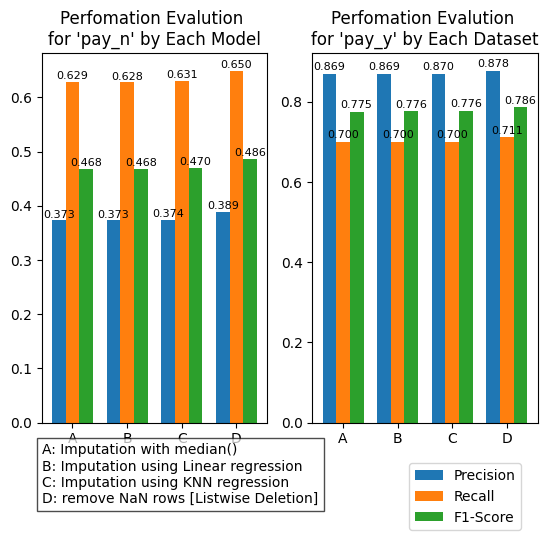 Perfomation Evalution
for 'pay_n' by Each Model
0.6
0.5
0.4
0.3
0.2
0.1
0.0
0.629
0.628
0.631
0.650
0.468
0.468
0.470
0.486
0.373
0.373
0.374
0.389
A
B
C
D
Perfomation Evalution
for 'pay_y' by Each Dataset
0.8
0.6
0.4
0.2
0.0
0.869
0.869
0.870
0.878
0.775
0.776
0.776
0.786
0.700
0.700
0.700
0.711
A
B
C
D
A: Imputation with median()
B: Imputation using Linear regression
C: Imputation using KNN regression
D: remove NaN rows [Listwise Deletion]
Precision
Recall
F1-Score